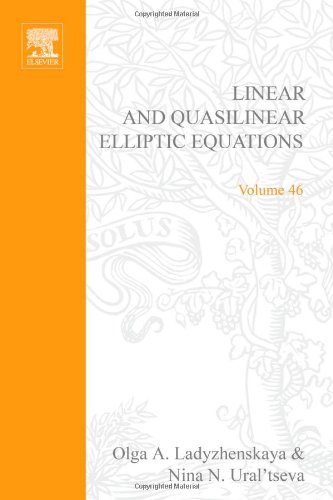 ELSEVIER
LINEAR
AND QUASILINEAR
ELLIPTIC EQUATIONS
Volume 46
SOLUS
Olga A. Ladyzhenskaya &
Nina N. Ural'tseva